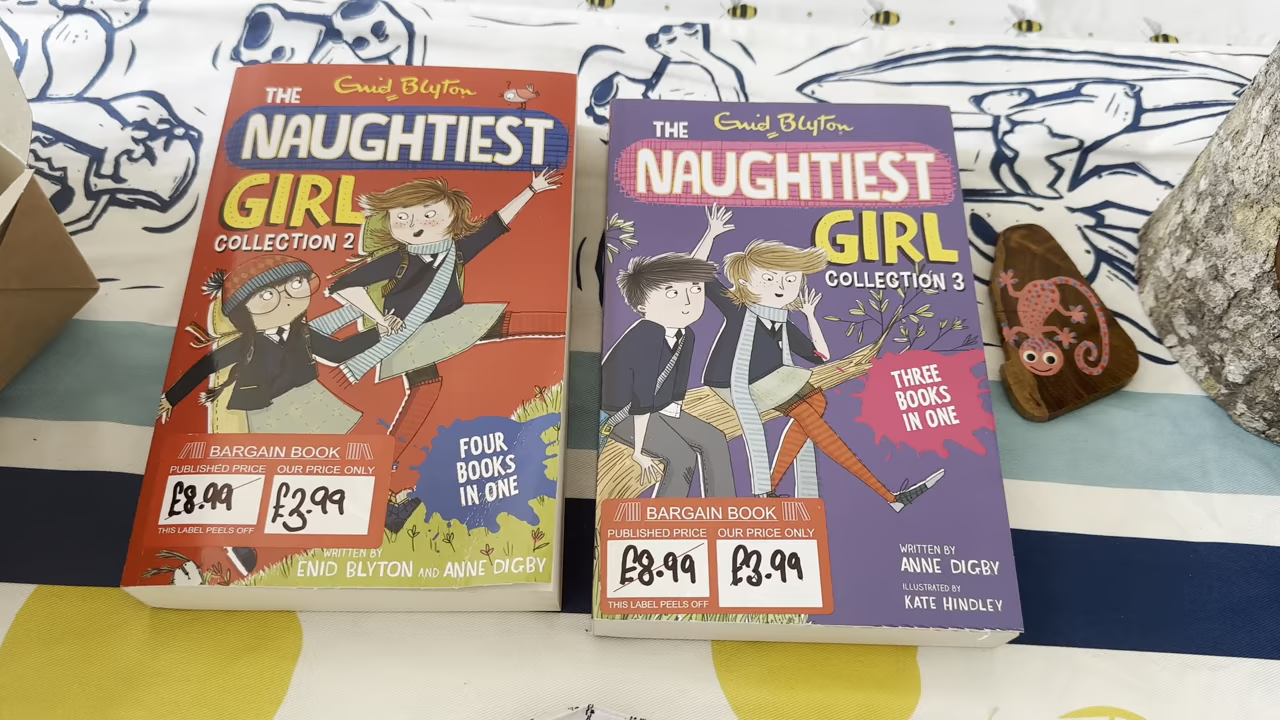 Enid Blyton
THE
NAUGHTIEST
GIRL
COLLECTION 2
FOUR
BOOKS
IN ONE
BARGAIN BOOK
PUBLISHED PRICE OUR PRICE ONLY
£8.99 £3.99
THIS LABEL PEELS OFF
WRITTEN BY
ENID BLYTON AND ANNE DIGBY
Enid Blyton
THE
NAUGHTIEST
GIRL
COLLECTION 3
THREE
BOOKS
IN ONE
BARGAIN BOOK
PUBLISHED PRICE OUR PRICE ONLY
£8.99 £3.99
THIS LABEL PEELS OFF
WRITTEN BY
ANNE DIGBY
ILLUSTRATED BY
KATE HINDLEY